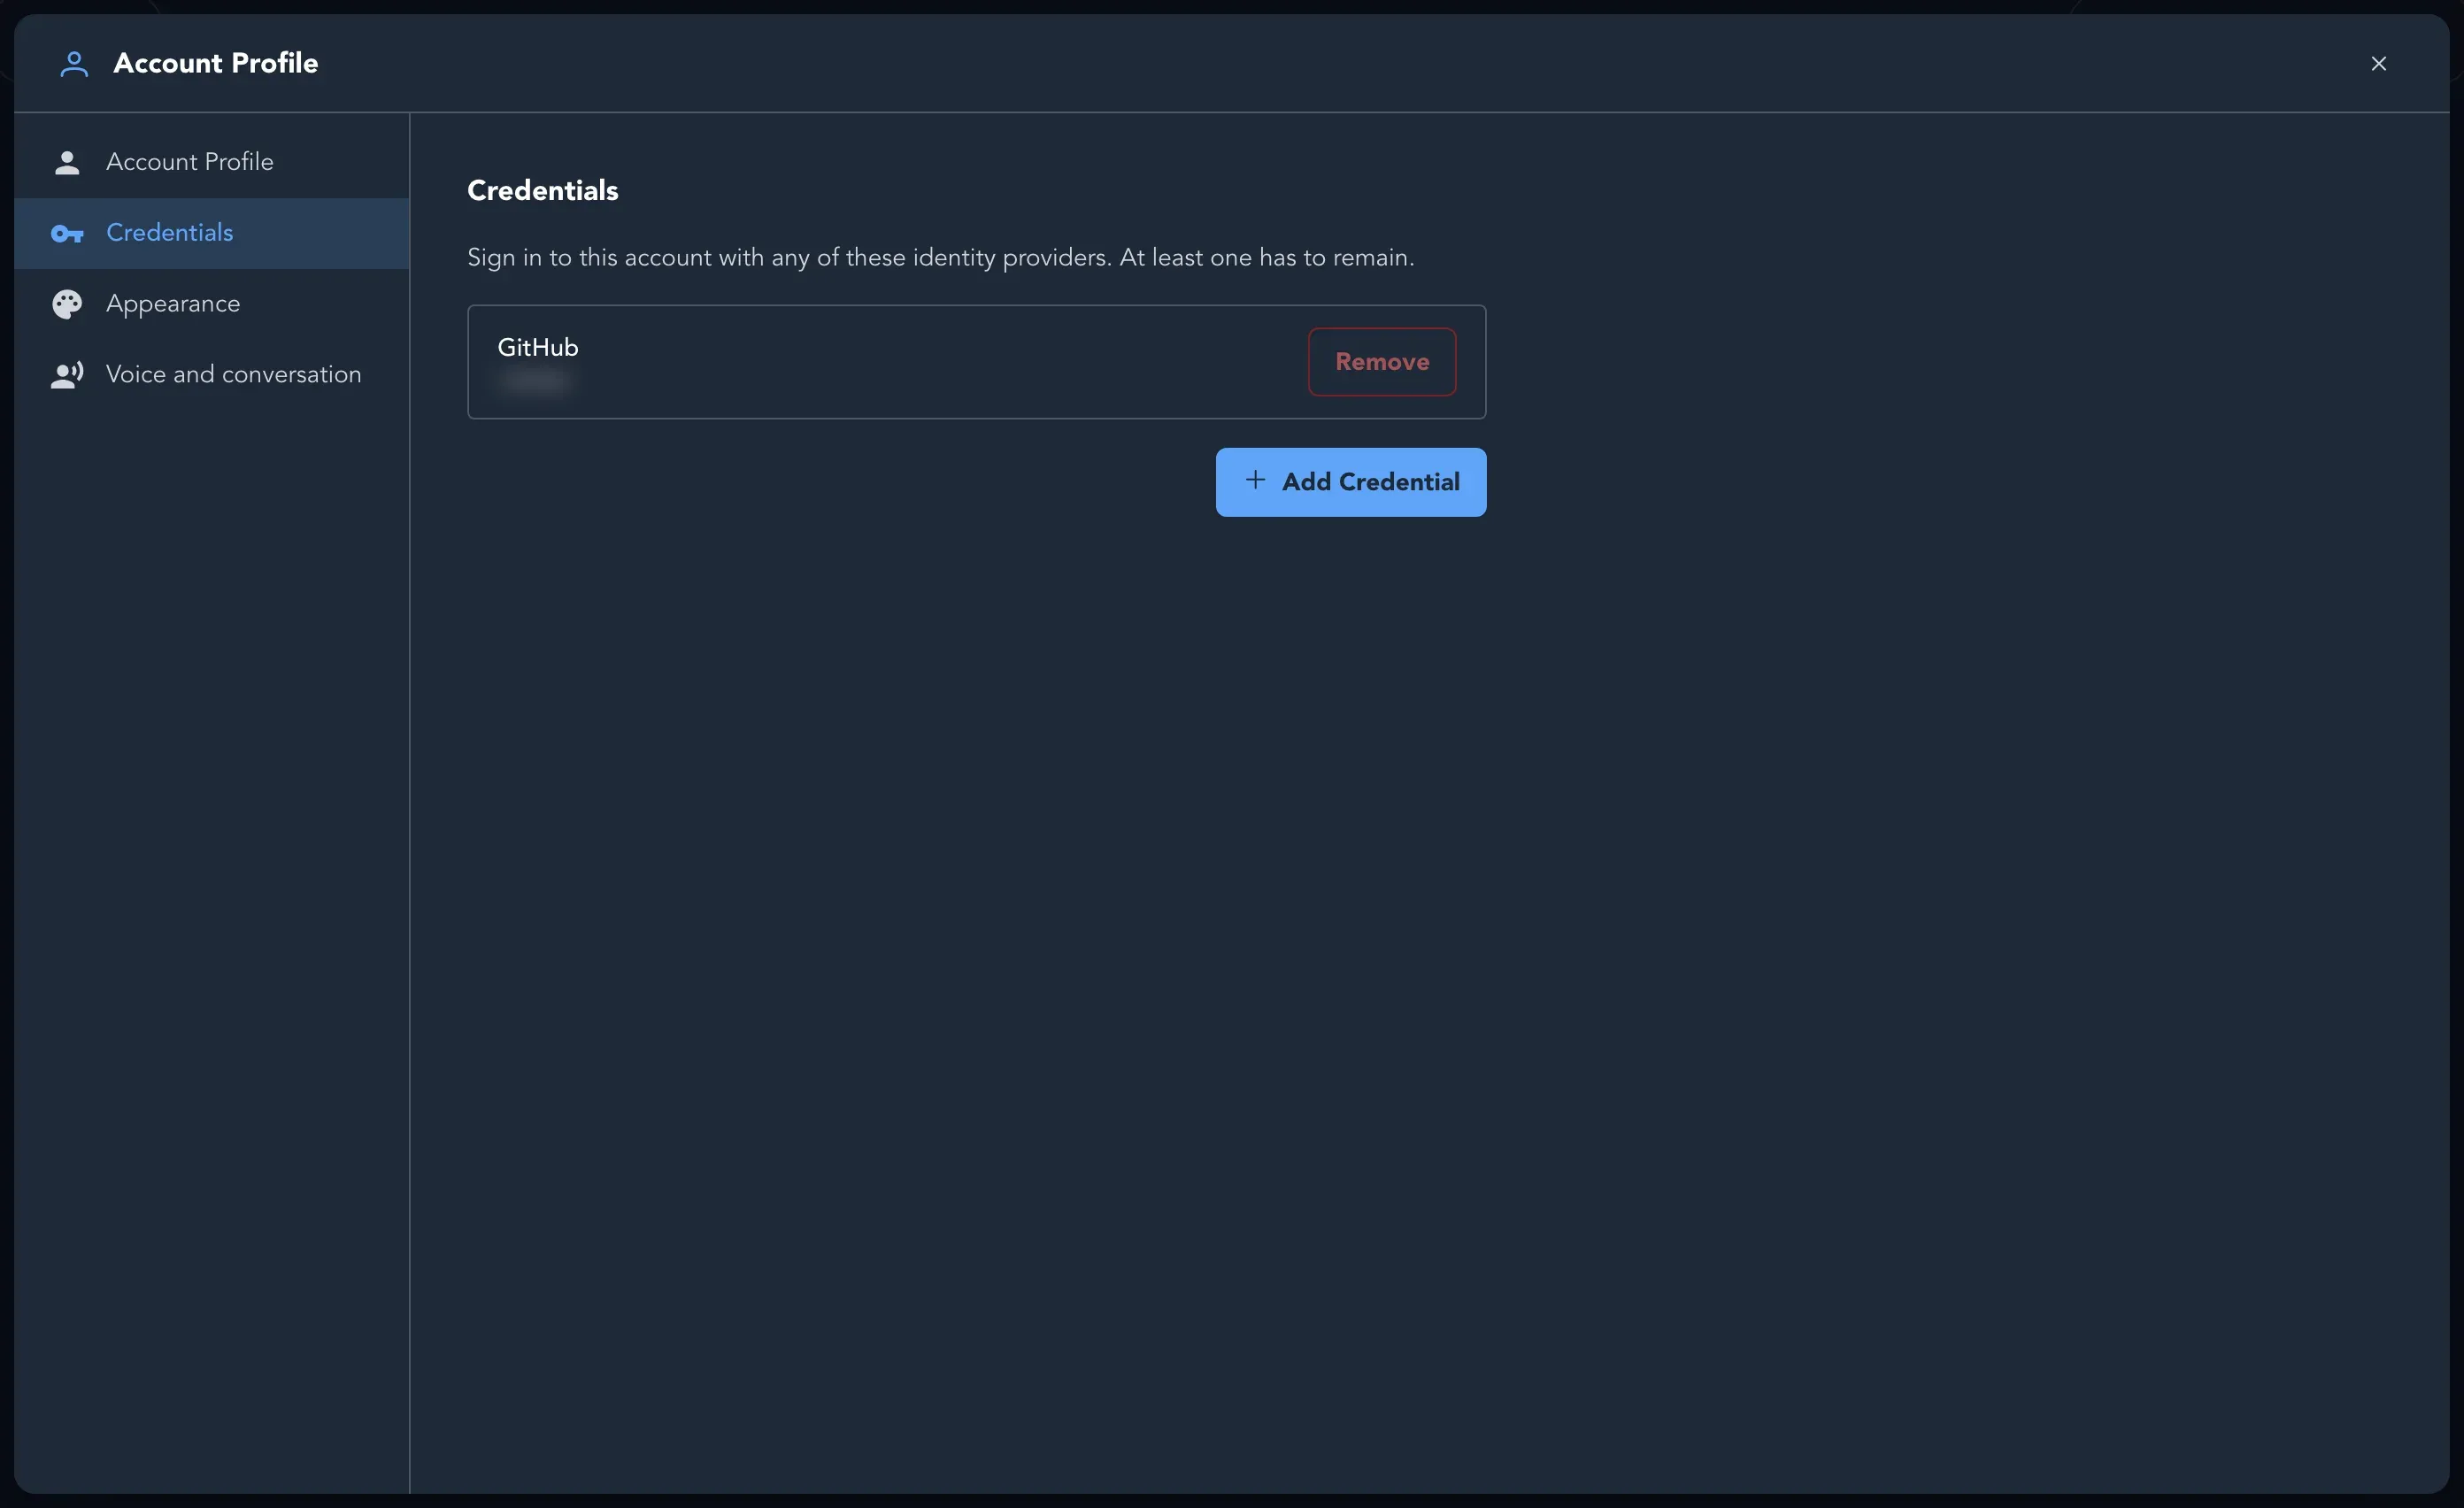 Account Profile
Account Profile
Credentials
Appearance
Voice and conversation
Credentials
Sign in to this account with any of these identity providers. At least one has to remain.
GitHub
Remove
Add Credential